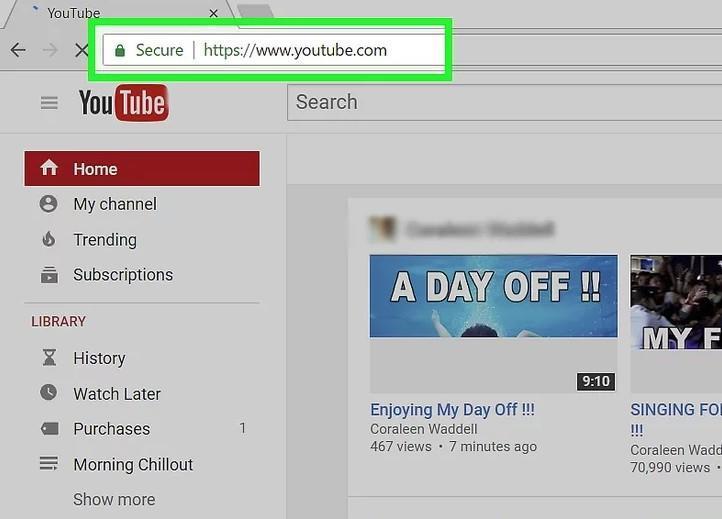 YouTube
Secure | https://www.youtube.com
YouTube
Search
Home
My channel
Trending
Subscriptions
LIBRARY
History
Watch Later
Purchases 1
Morning Chillout
Show more
A DAY OFF !!
9:10
Enjoying My Day Off !!!
Coraleen Waddell
467 views • 7 minutes ago
MY F
SINGING FO
!!!
Coraleen Wadd
70,990 views •